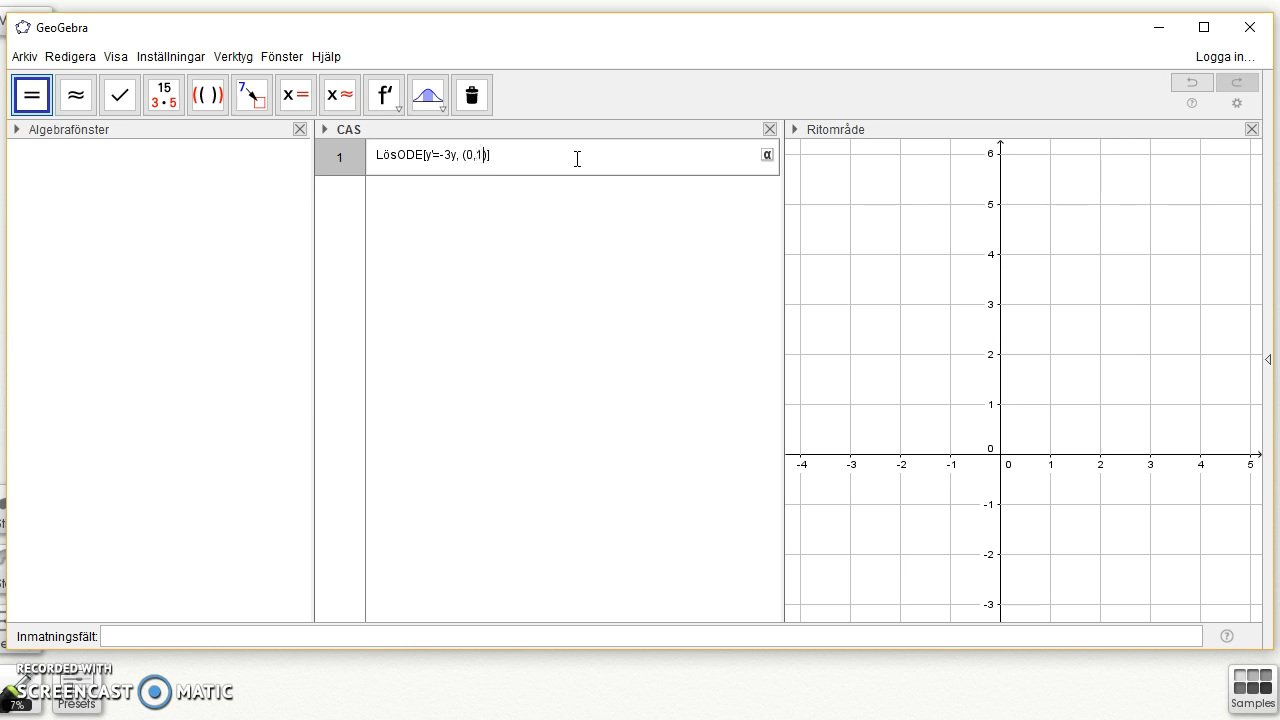 GeoGebra
Arkiv Redigera Visa Inställningar Verktyg Fönster Hjälp Logga in...
= ≈ ✓ 15 3•5 (( )) 7 x= x≈ f'
Algebrafönster
CAS
Ritområde
1 LösODE[y'=-3y, (0,1)] α
6
5
4
3
2
1
0
-4 -3 -2 -1 0 1 2 3 4 5
-1
-2
-3
Inmatningsfält:
RECORDED WITH
SCREENCAST MATIC
7% Presets
Samples